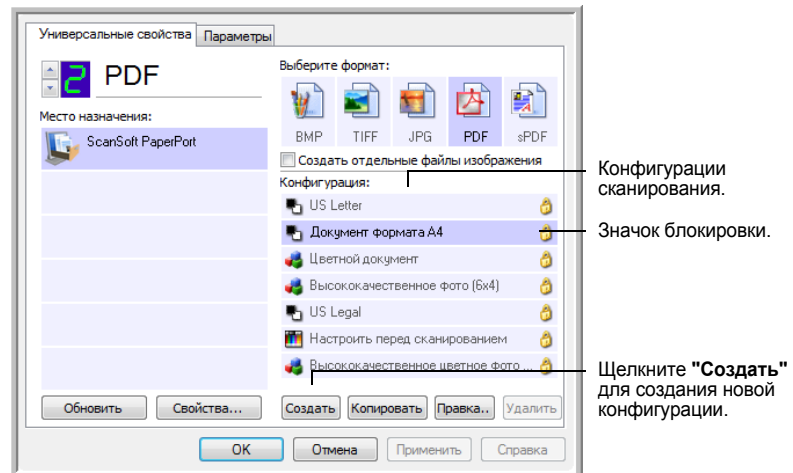 Универсальные свойства Параметры
2 PDF
Место назначения:
ScanSoft PaperPort
Выберите формат:
BMP TIFF JPG PDF sPDF
Создать отдельные файлы изображения
Конфигурация:
US Letter
Документ формата A4
Цветной документ
Высококачественное фото (6x4)
US Legal
Настроить перед сканированием
Высококачественное цветное фото ...
Обновить Свойства... Создать Копировать Правка.. Удалить
OK Отмена Применить Справка
Конфигурации
сканирования.
Значок блокировки.
Щелкните "Создать"
для создания новой
конфигурации.